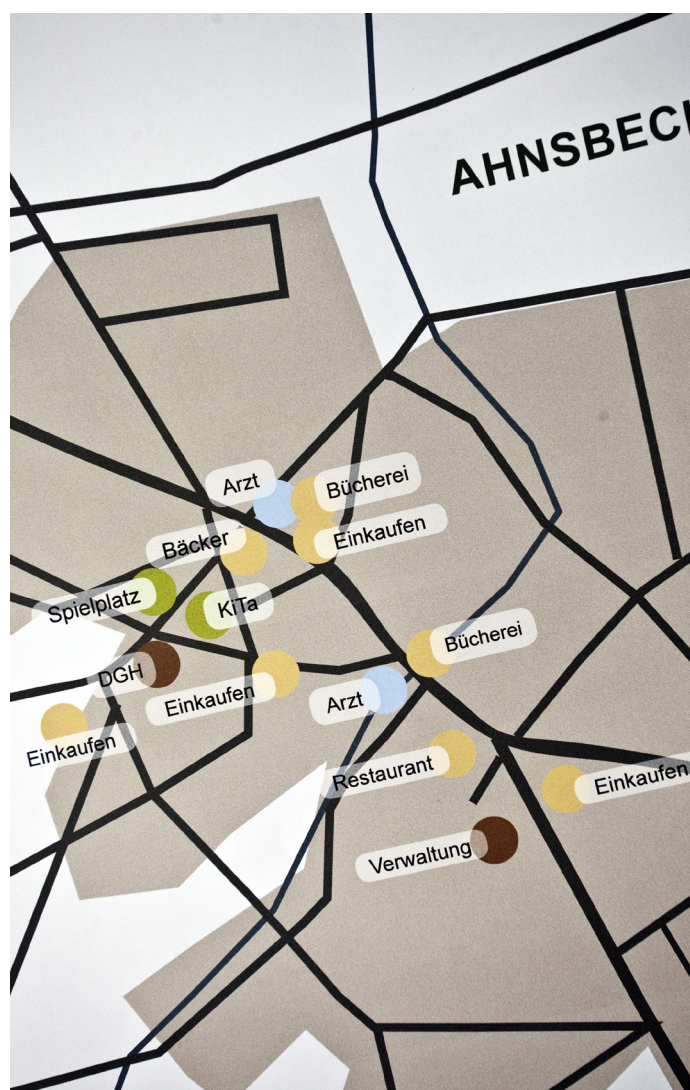 AHNSBEC
Arzt
Bücherei
Bäcker
Einkaufen
Spielplatz
KiTa
DGH
Einkaufen
Bücherei
Arzt
Einkaufen
Restaurant
Einkaufen
Verwaltung